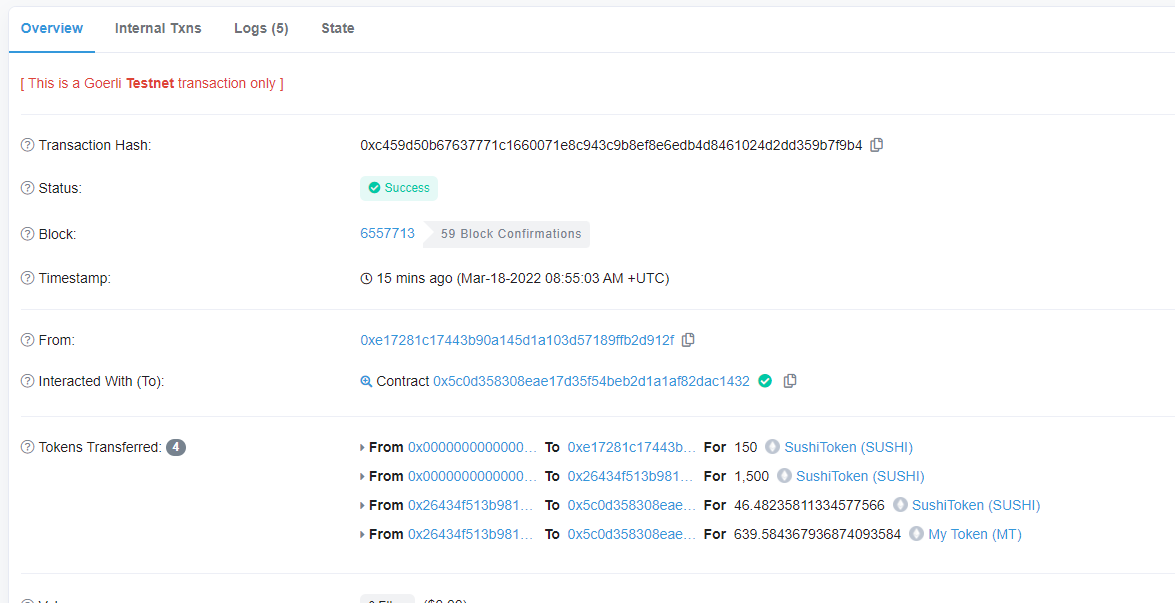 Overview Internal Txns Logs (5) State
[ This is a Goerli Testnet transaction only ]
Transaction Hash: 0xc459d50b67637771c1660071e8c943c9b8ef8e6edb4d8461024d2dd359b7f9b4
Status: Success
Block: 6557713 59 Block Confirmations
Timestamp: 15 mins ago (Mar-18-2022 08:55:03 AM +UTC)
From: 0xe17281c17443b90a145d1a103d57189ffb2d912f
Interacted With (To): Contract 0x5c0d358308eae17d35f54beb2d1a1af82dac1432
Tokens Transferred: 4 From 0x0000000000000... To 0xe17281c17443b... For 150 SushiToken (SUSHI)
From 0x0000000000000... To 0x26434f513b981... For 1,500 SushiToken (SUSHI)
From 0x26434f513b981... To 0x5c0d358308eae... For 46.48235811334577566 SushiToken (SUSHI)
From 0x26434f513b981... To 0x5c0d358308eae... For 639.584367936874093584 My Token (MT)